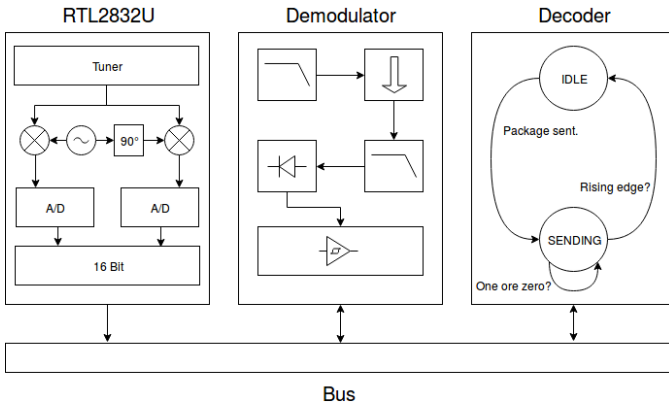 RTL2832U
Demodulator
Decoder
Tuner
90°
A/D
A/D
16 Bit
IDLE
Package sent.
Rising edge?
SENDING
One ore zero?
Bus